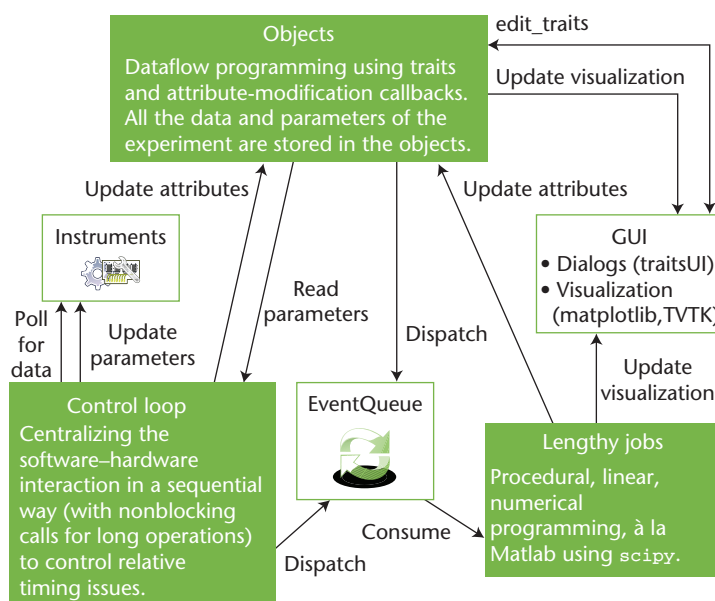 Objects
Dataflow programming using traits
and attribute-modification callbacks.
All the data and parameters of the
experiment are stored in the objects.
edit_traits
Update visualization
Update attributes
Update attributes
Instruments
GUI
• Dialogs (traitsUI)
• Visualization
(matplotlib,TVTK)
Read
parameters
Poll
for
data
Update
parameters
Dispatch
Update
visualization
Control loop
Centralizing the
software–hardware
interaction in a sequential
way (with nonblocking
calls for long operations)
to control relative
timing issues.
EventQueue
Lengthy jobs
Procedural, linear,
numerical
programming, à la
Matlab using scipy.
Consume
Dispatch